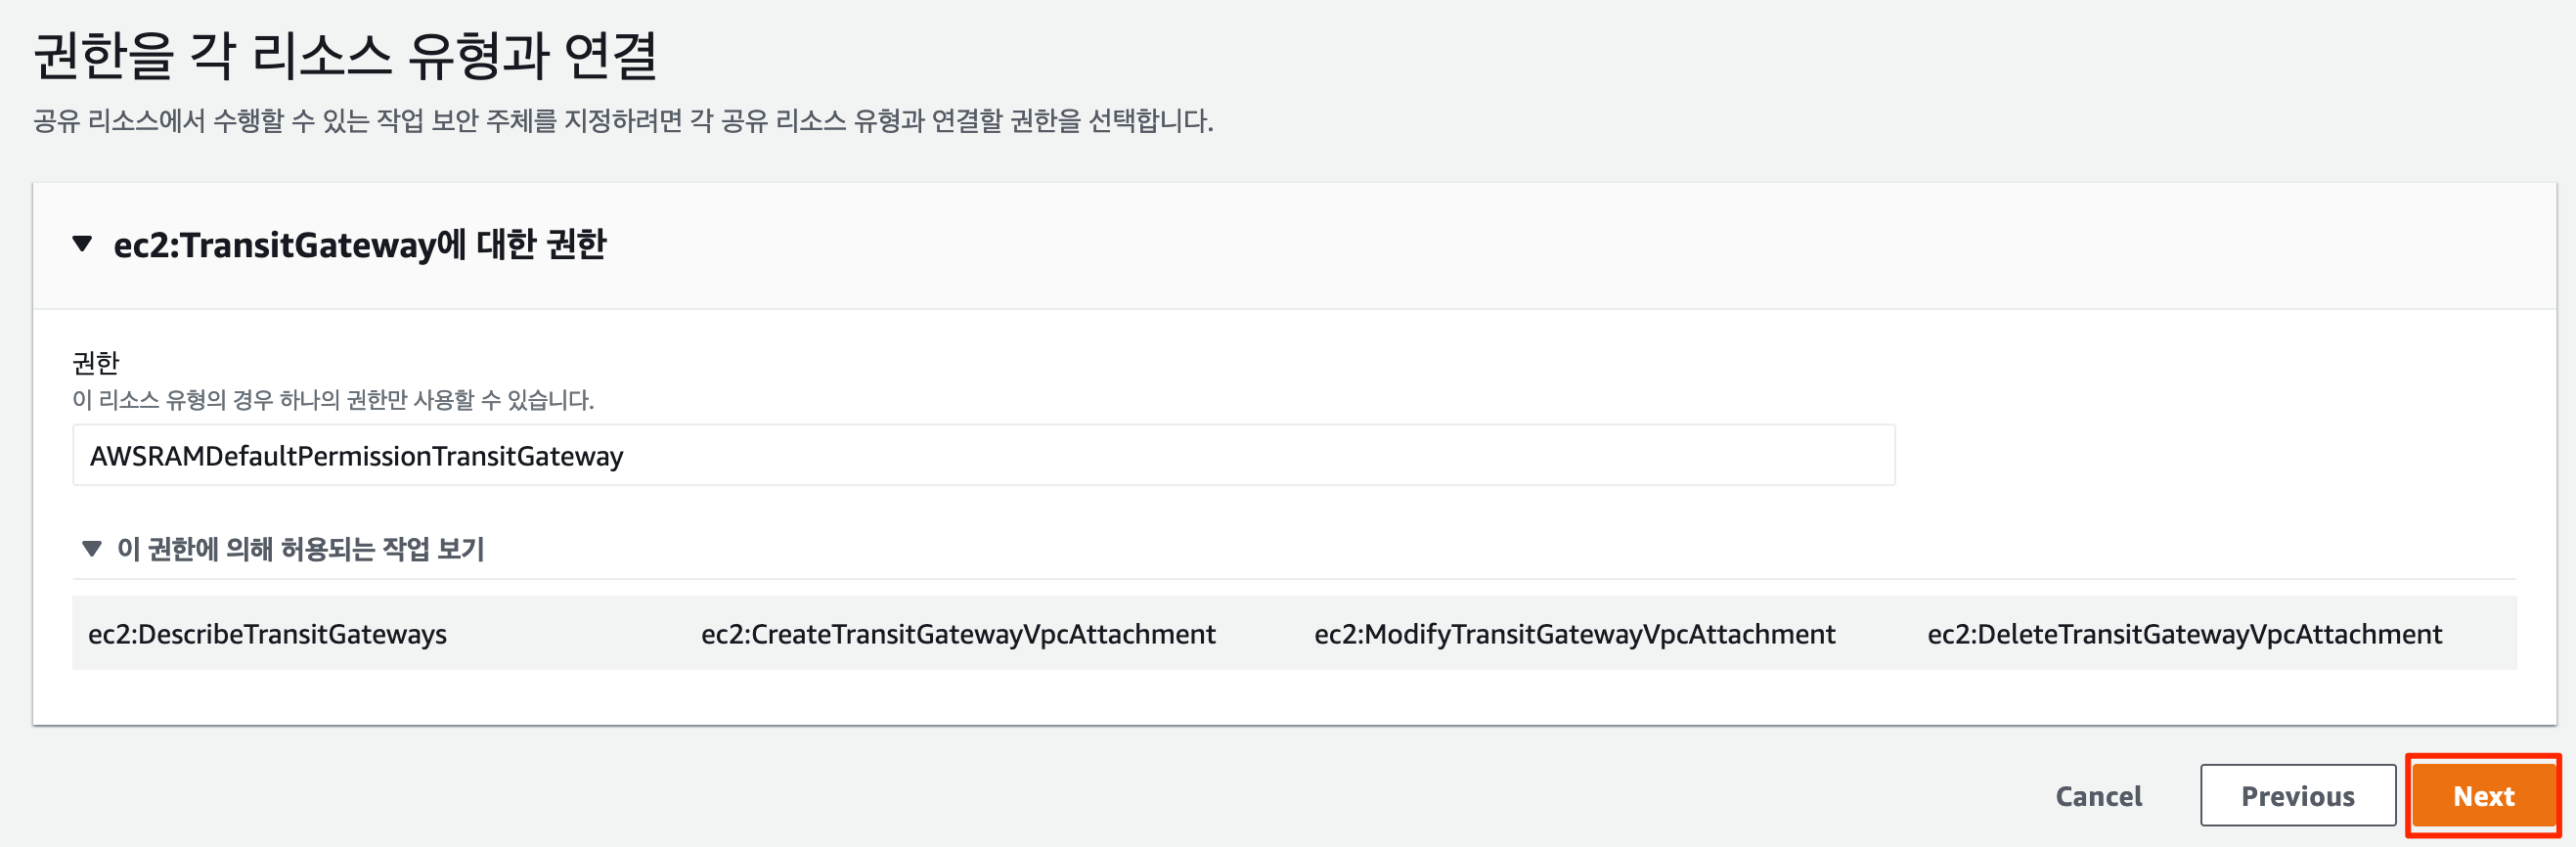 권한을 각 리소스 유형과 연결
공유 리소스에서 수행할 수 있는 작업 보안 주체를 지정하려면 각 공유 리소스 유형과 연결할 권한을 선택합니다.
ec2:TransitGateway에 대한 권한
권한
이 리소스 유형의 경우 하나의 권한만 사용할 수 있습니다.
AWSRAMDefaultPermissionTransitGateway
이 권한에 의해 허용되는 작업 보기
ec2:DescribeTransitGateways ec2:CreateTransitGatewayVpcAttachment ec2:ModifyTransitGatewayVpcAttachment ec2:DeleteTransitGatewayVpcAttachment
Cancel Previous Next